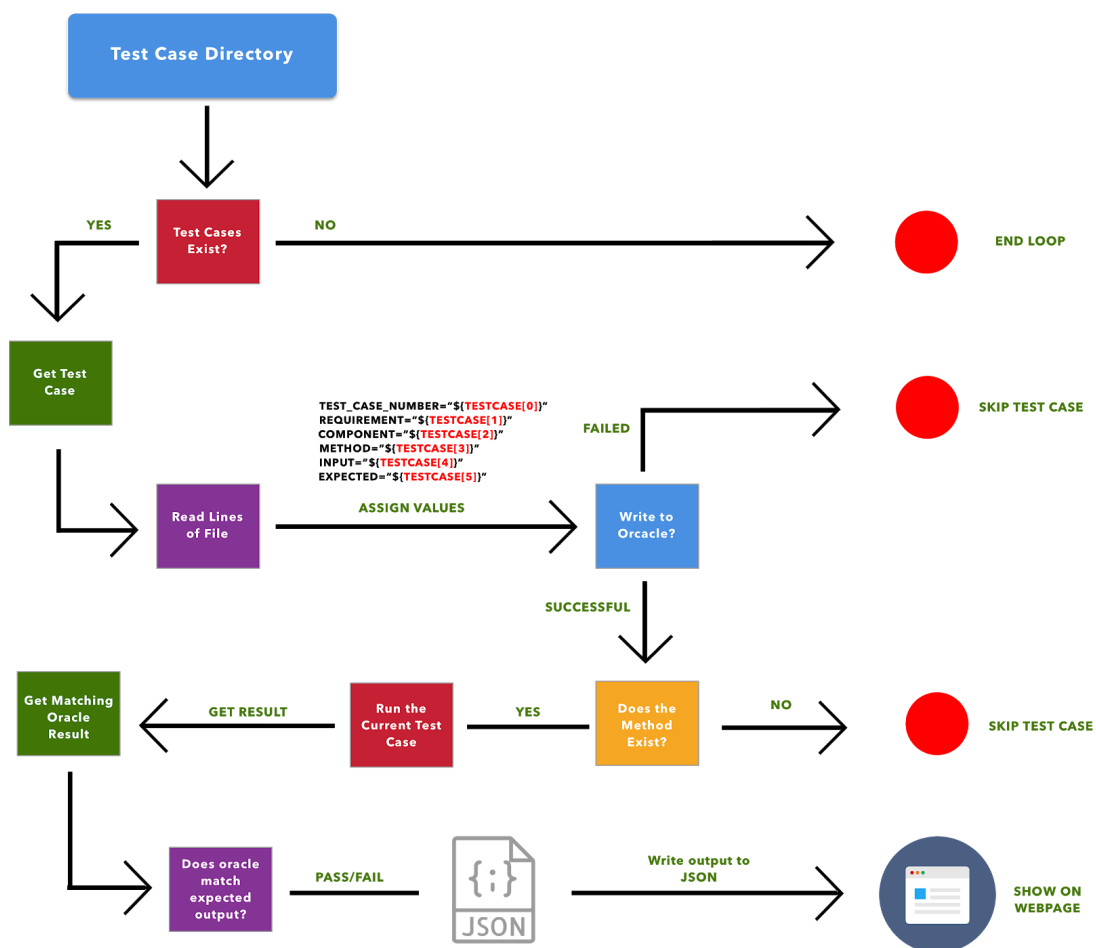 Test Case Directory
YES
Test Cases
Exist?
NO
END LOOP
Get Test
Case
TEST_CASE_NUMBER=“${TESTCASE[0]}”
REQUIREMENT=“${TESTCASE[1]}”
COMPONENT=“${TESTCASE[2]}”
METHOD=“${TESTCASE[3]}”
INPUT=“${TESTCASE[4]}”
EXPECTED=“${TESTCASE[5]}”
FAILED
SKIP TEST CASE
Read Lines
of File
ASSIGN VALUES
Write to
Orcacle?
SUCCESSFUL
Does the
Method
Exist?
NO
SKIP TEST CASE
YES
Run the
Current Test
Case
GET RESULT
Get Matching
Oracle
Result
Does oracle
match
expected
output?
PASS/FAIL
{;}
JSON
Write output to
JSON
SHOW ON
WEBPAGE